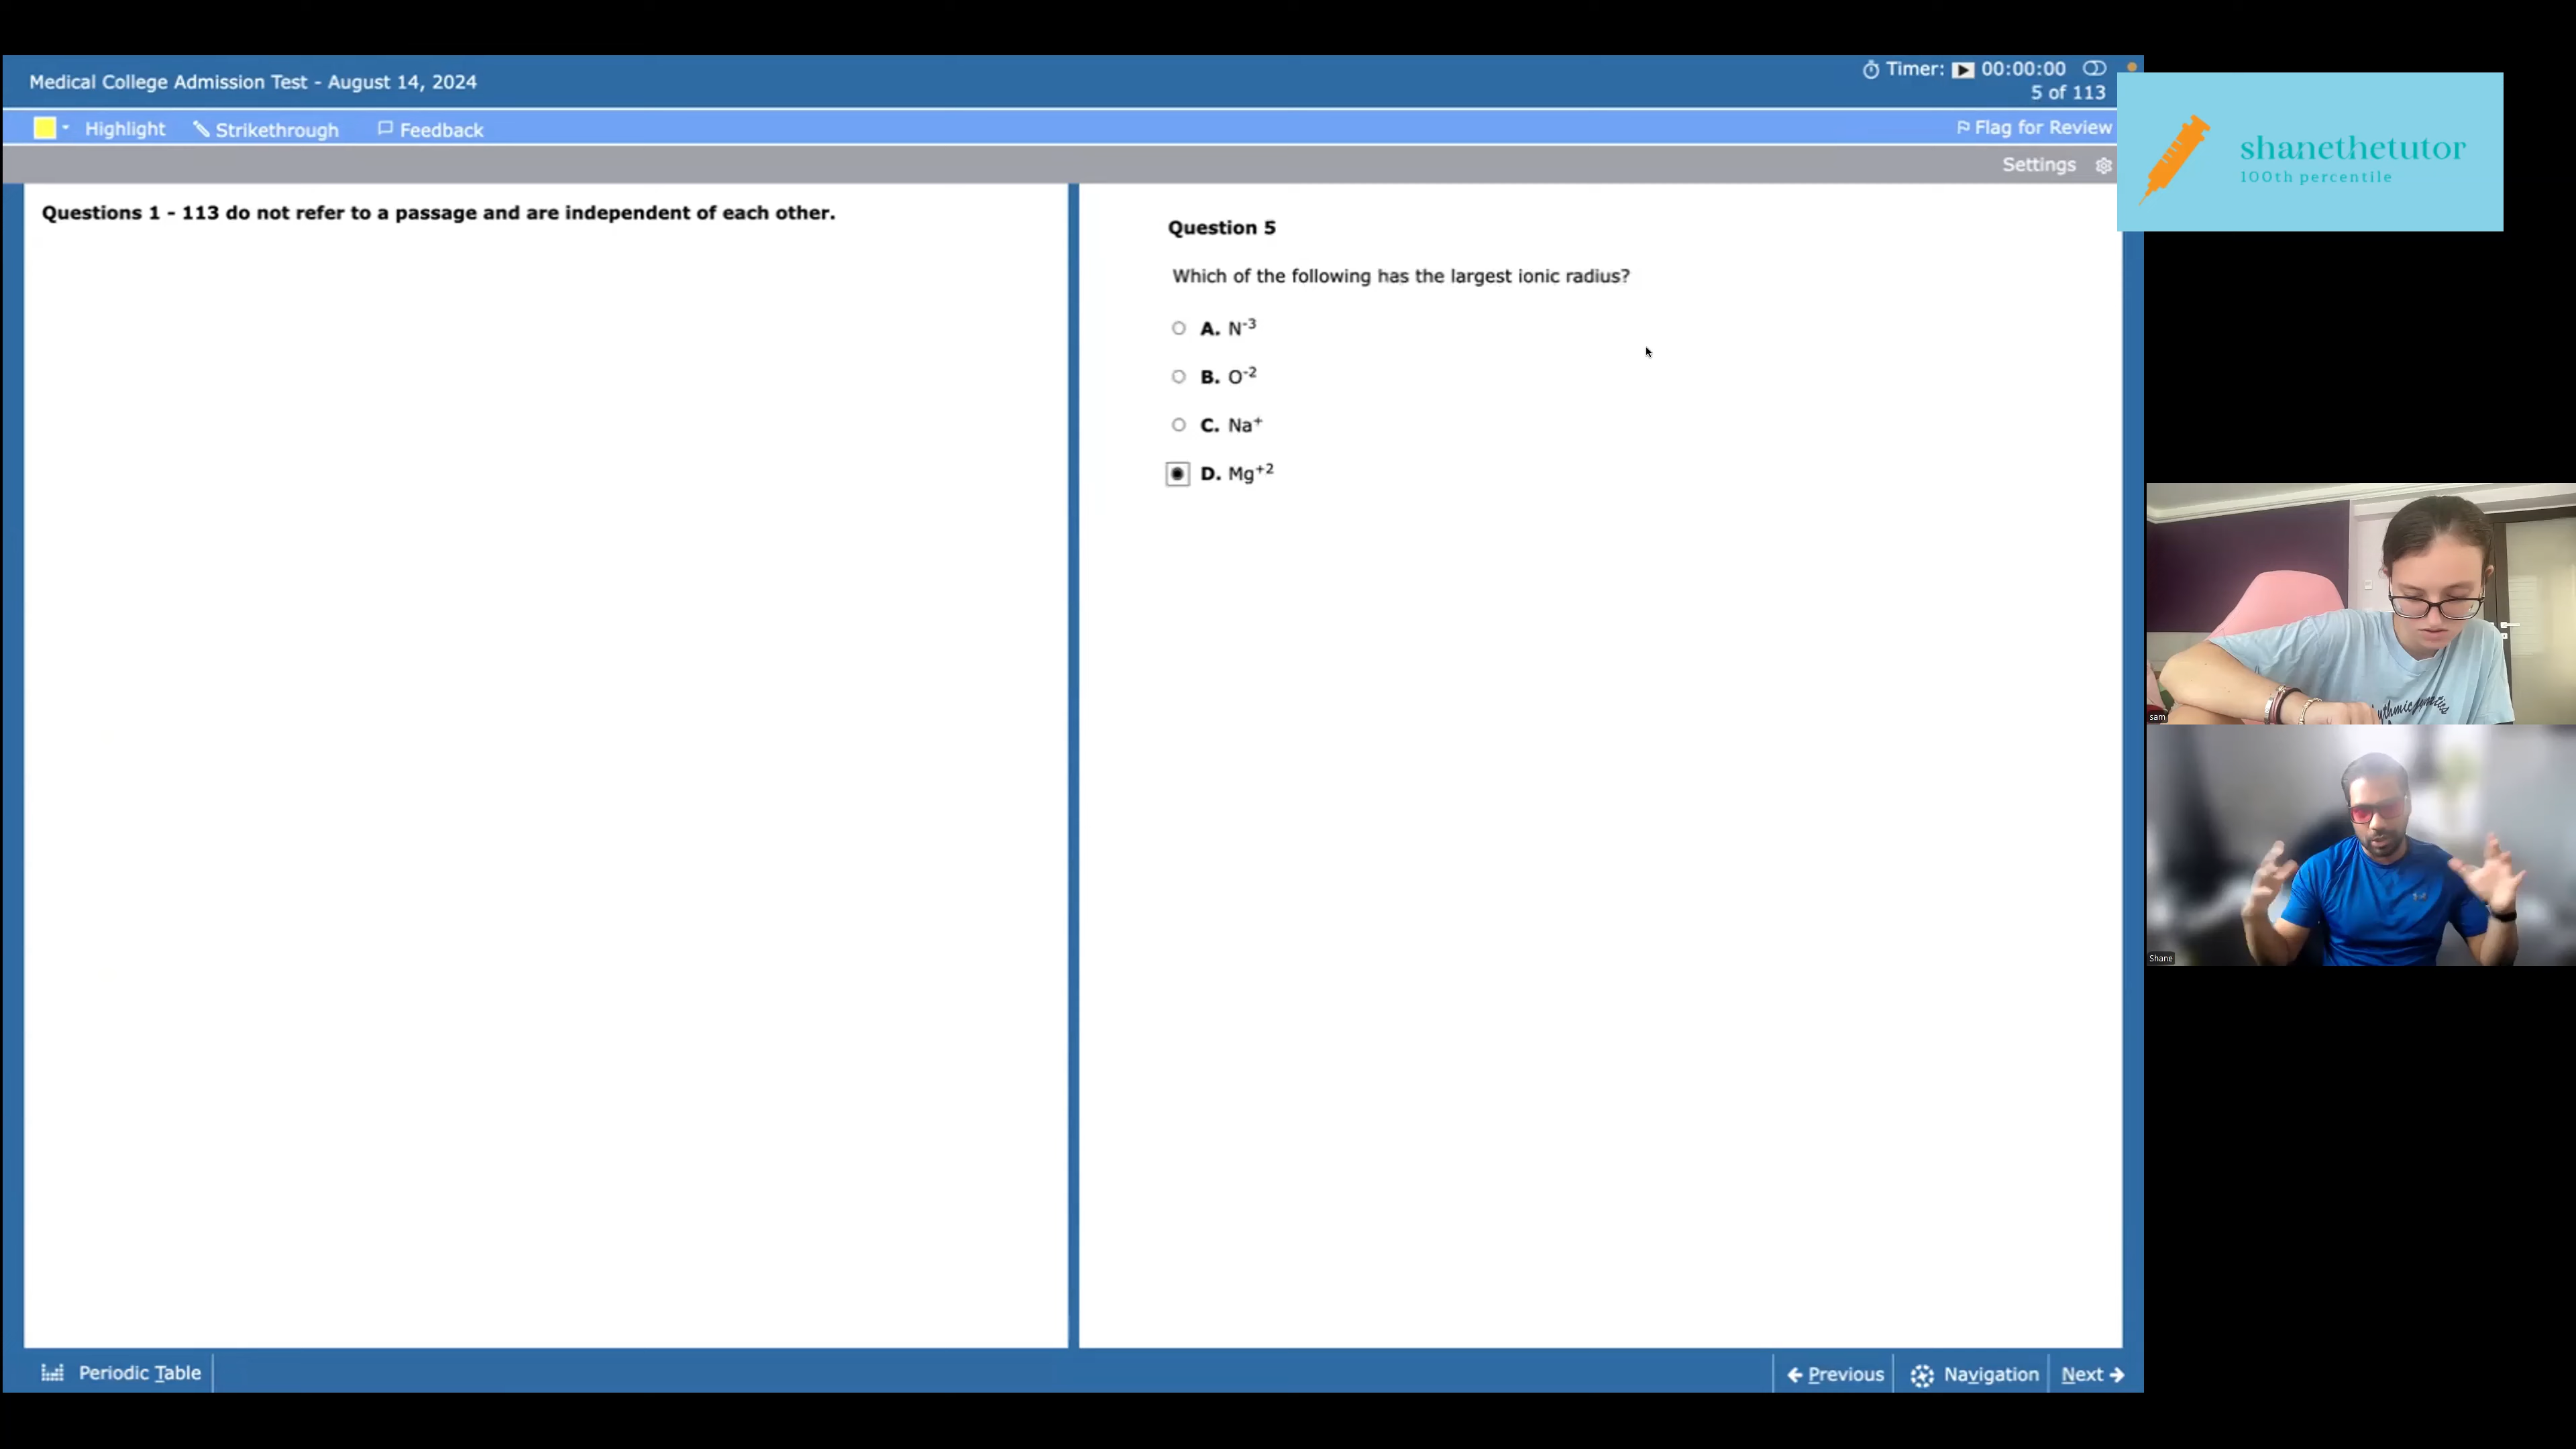 Medical College Admission Test - August 14, 2024
Timer: 00:00:00
5 of 113
Highlight Strikethrough Feedback
Flag for Review
Settings
shanethetutor
100th percentile
Questions 1 - 113 do not refer to a passage and are independent of each other.
Question 5
Which of the following has the largest ionic radius?
A. N⁻³
B. O⁻²
C. Na⁺
D. Mg⁺²
sam
Shane
Periodic Table
Previous
Navigation
Next